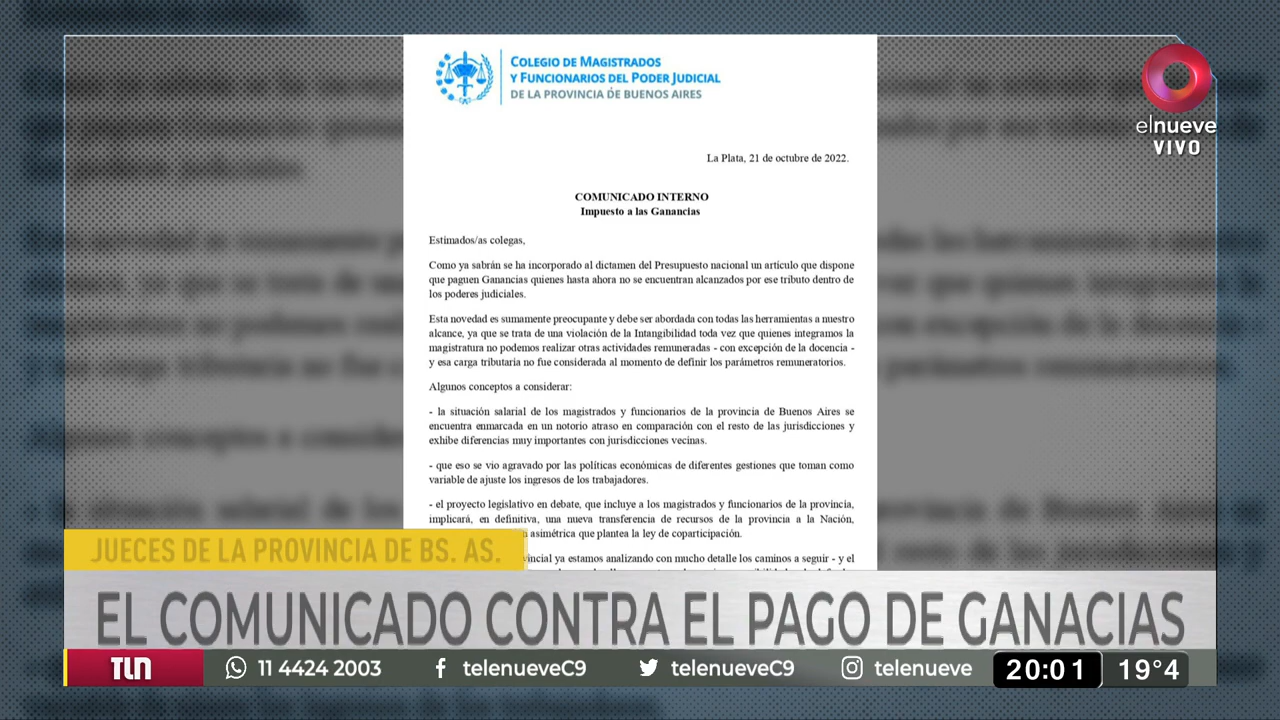 COLEGIO DE MAGISTRADOS
Y FUNCIONARIOS DEL PODER JUDICIAL
DE LA PROVINCIA DE BUENOS AIRES
elnueve
VIVO
La Plata, 21 de octubre de 2022.
COMUNICADO INTERNO
Impuesto a las Ganancias
Estimados/as colegas,
Como ya sabrán se ha incorporado al dictamen del Presupuesto nacional un artículo que dispone
que paguen Ganancias quienes hasta ahora no se encuentran alcanzados por ese tributo dentro de
los poderes judiciales.
Esta novedad es sumamente preocupante y debe ser abordada con todas las herramientas a nuestro
alcance, ya que se trata de una violación de la Intangibilidad toda vez que quienes integramos la
magistratura no podemos realizar otras actividades remuneradas - con excepción de la docencia -
y esa carga tributaria no fue considerada al momento de definir los parámetros remuneratorios.
Algunos conceptos a considerar:
- la situación salarial de los magistrados y funcionarios de la provincia de Buenos Aires se
encuentra enmarcada en un notorio atraso en comparación con el resto de las jurisdicciones y
exhibe diferencias muy importantes con jurisdicciones vecinas.
- que eso se vio agravado por las políticas económicas de diferentes gestiones que toman como
variable de ajuste los ingresos de los trabajadores.
- el proyecto legislativo en debate, que incluye a los magistrados y funcionarios de la provincia,
implicará, en definitiva, una nueva transferencia de recursos de la provincia a la Nación,
asimétrica que plantea la ley de coparticipación.
ya estamos analizando con mucho detalle los caminos a seguir - y el
JUECES DE LA PROVINCIA DE BS. AS.
EL COMUNICADO CONTRA EL PAGO DE GANACIAS
TLN
11 4424 2003
telenueveC9
telenueveC9
telenueve
20:01
19°4